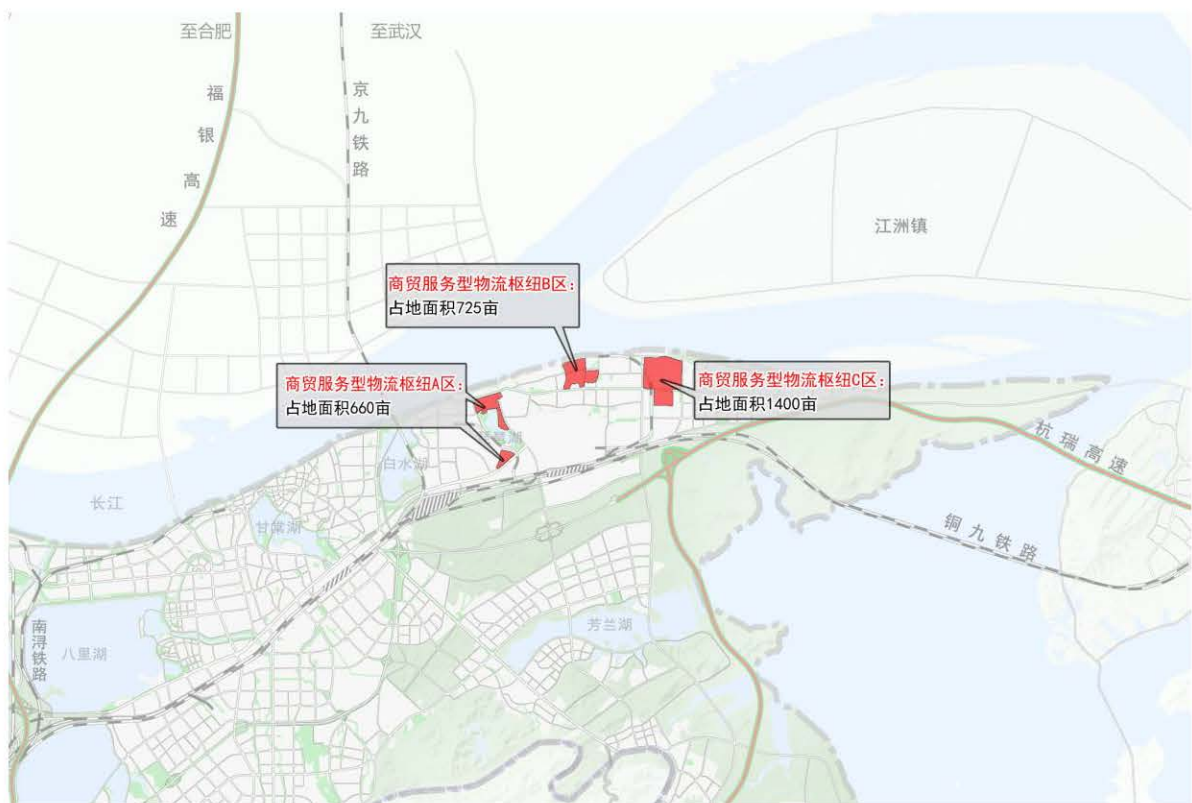 至合肥
至武汉
福银高速
京九铁路
江洲镇
商贸服务型物流枢纽B区：
占地面积725亩
商贸服务型物流枢纽A区：
占地面积660亩
商贸服务型物流枢纽C区：
占地面积1400亩
白水湖
杭瑞高速
长江
甘棠湖
铜九铁路
芳兰湖
南浔铁路
八里湖